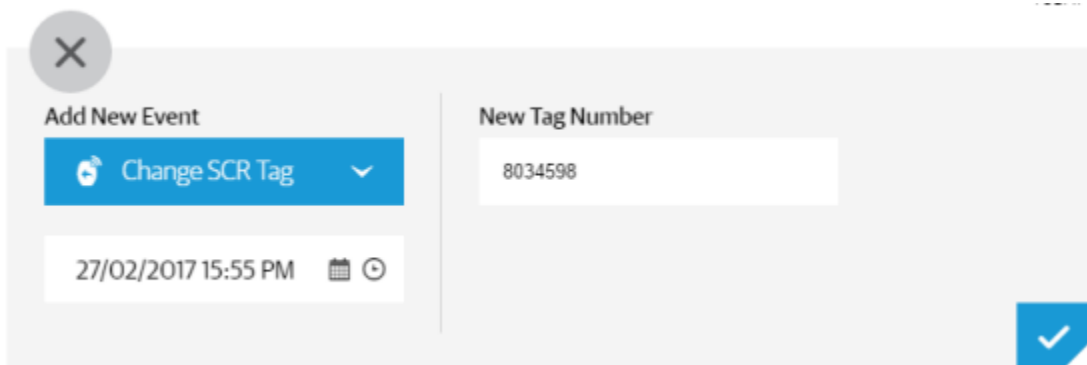 Add New Event
Change SCR Tag
27/02/2017 15:55 PM
New Tag Number
8034598